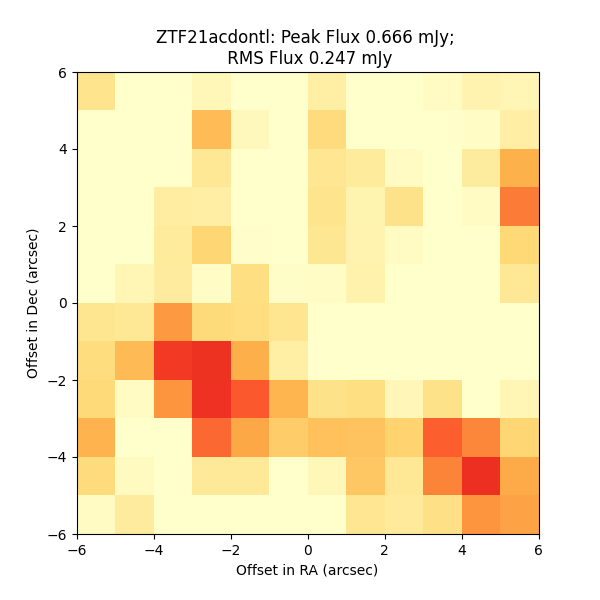 ZTF21acdontl: Peak Flux 0.666 mJy;
RMS Flux 0.247 mJy
6
4
2
0
−2
−4
−6
Offset in Dec (arcsec)
−6 −4 −2 0 2 4 6
Offset in RA (arcsec)